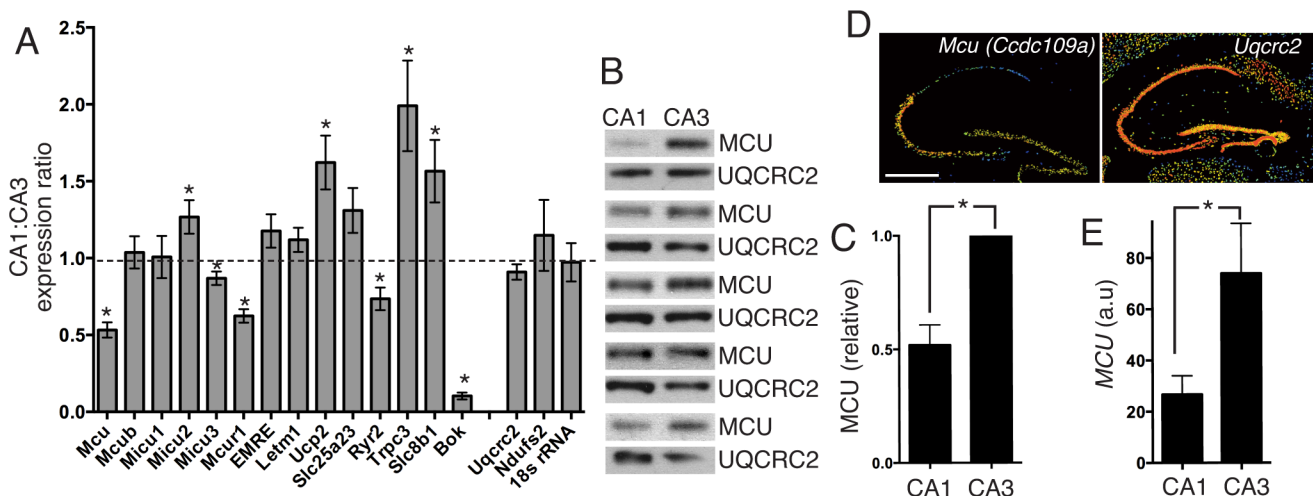 A
CA1:CA3
expression ratio
2.5
2.0
1.5
1.0
0.5
0.0
*
*
*
*
*
*
*
*
*
Mcu
Mcub
Micu1
Micu2
Micu3
Mcur1
EMRE
Letm1
Ucp2
Slc25a23
Ryr2
Trpc3
Slc8b1
Bok
Uqcrc2
Ndufs2
18s rRNA
B
CA1 CA3
MCU
UQCRC2
MCU
UQCRC2
MCU
UQCRC2
MCU
UQCRC2
MCU
UQCRC2
D
Mcu (Ccdc109a)
Uqcrc2
C
MCU (relative)
1.0
0.5
0.0
*
CA1 CA3
E
MCU (a.u)
80
60
40
20
0
*
CA1 CA3